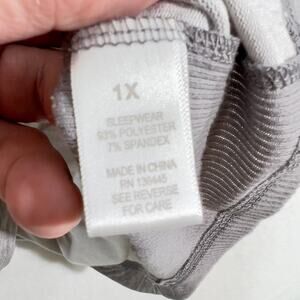 1X
SLEEPWEAR
93% POLYESTER
7% SPANDEX
MADE IN CHINA
RN 136445
SEE REVERSE
FOR CARE